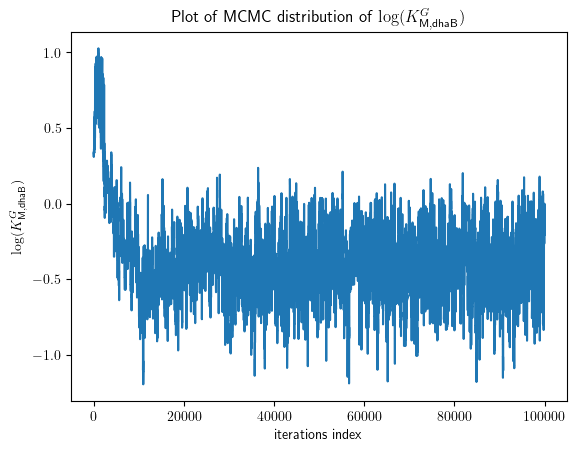 Plot of MCMC distribution of log(K^G_M,dhaB)
1.0
0.5
0.0
−0.5
−1.0
log(K^G_M,dhaB)
0 20000 40000 60000 80000 100000
iterations index